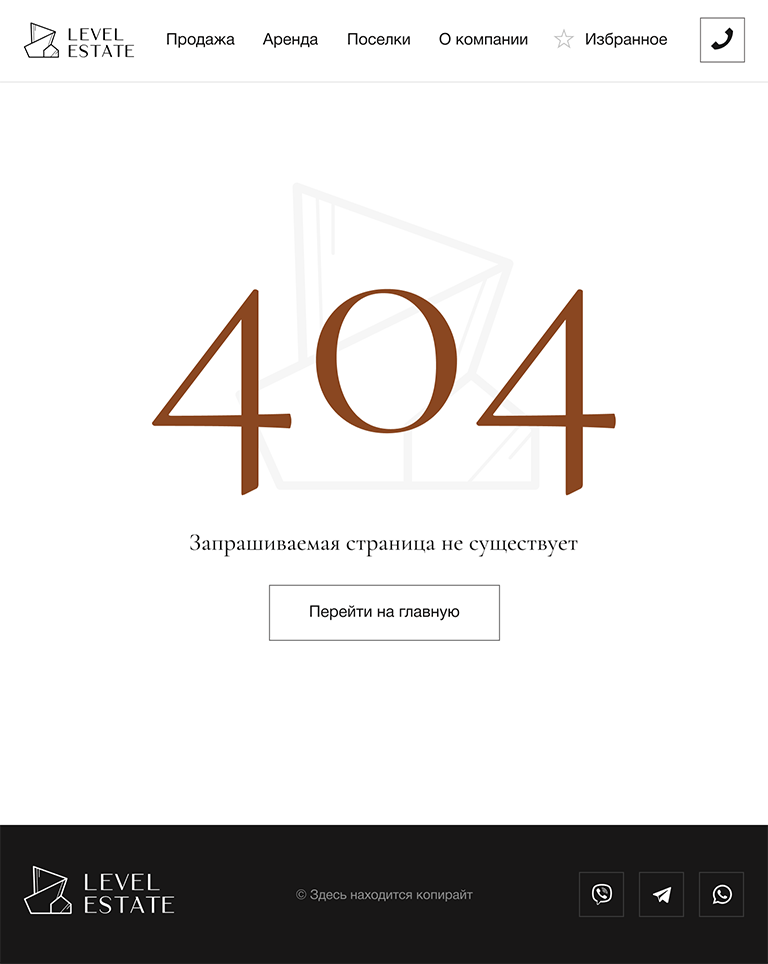 LEVEL
ESTATE
Продажа Аренда Поселки О компании Избранное
404
Запрашиваемая страница не существует
Перейти на главную
LEVEL
ESTATE
© Здесь находится копирайт